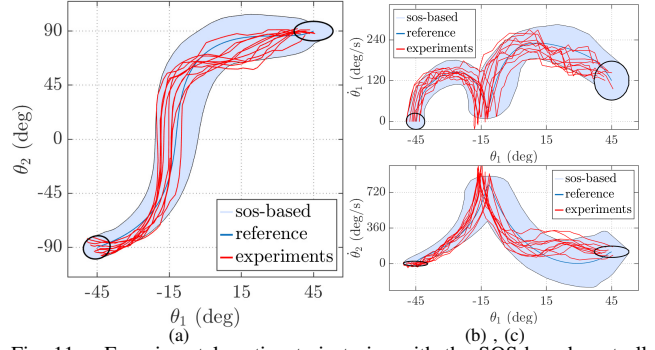 90
45
0
-45
-90
θ₂ (deg)
sos-based
reference
experiments
-45
-15
15
45
θ₁ (deg)
(a)
240
120
0
θ̇₁ (deg/s)
sos-based
reference
experiments
-45
-15
15
45
θ₁ (deg)
720
360
0
θ̇₂ (deg/s)
sos-based
reference
experiments
-45
-15
15
45
θ₁ (deg)
(b) , (c)